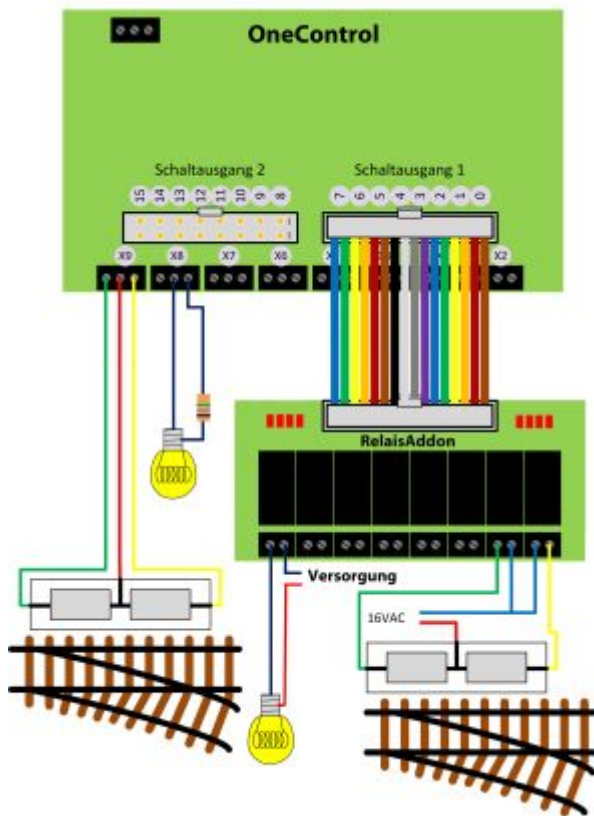 OneControl
Schaltausgang 2
Schaltausgang 1
15 14 13 12 11 10 9 8
7 6 5 4 3 2 1 0
X9 X8 X7 X6 X2
RelaisAddon
Versorgung
16VAC